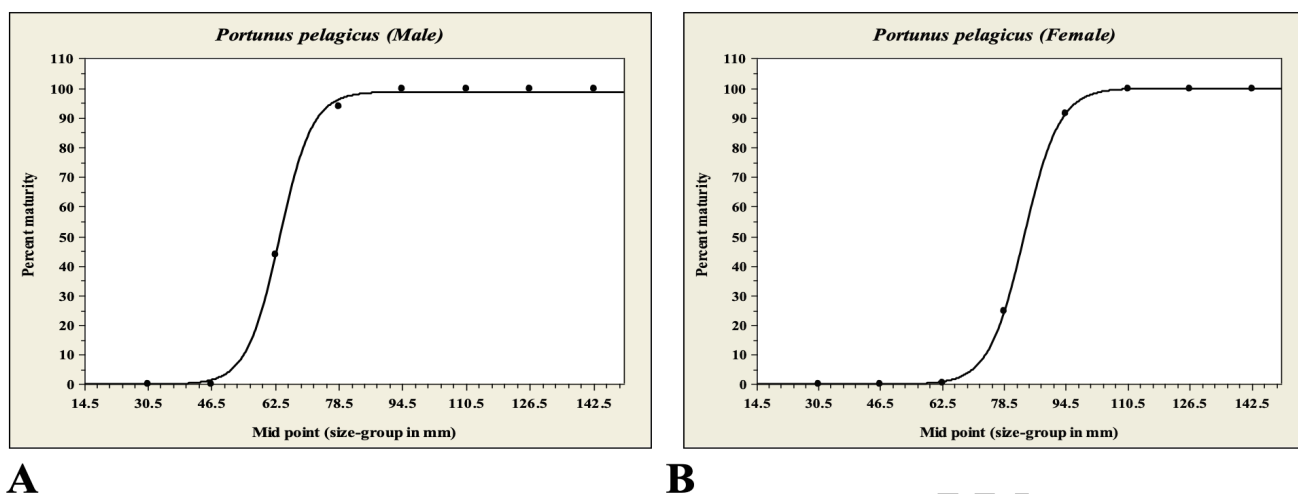 Portunus pelagicus (Male)
110
100
90
80
70
60
50
40
30
20
10
0
Percent maturity
14.5 30.5 46.5 62.5 78.5 94.5 110.5 126.5 142.5
Mid point (size-group in mm)
A
Portunus pelagicus (Female)
110
100
90
80
70
60
50
40
30
20
10
0
Percent maturity
14.5 30.5 46.5 62.5 78.5 94.5 110.5 126.5 142.5
Mid point (size-group in mm)
B